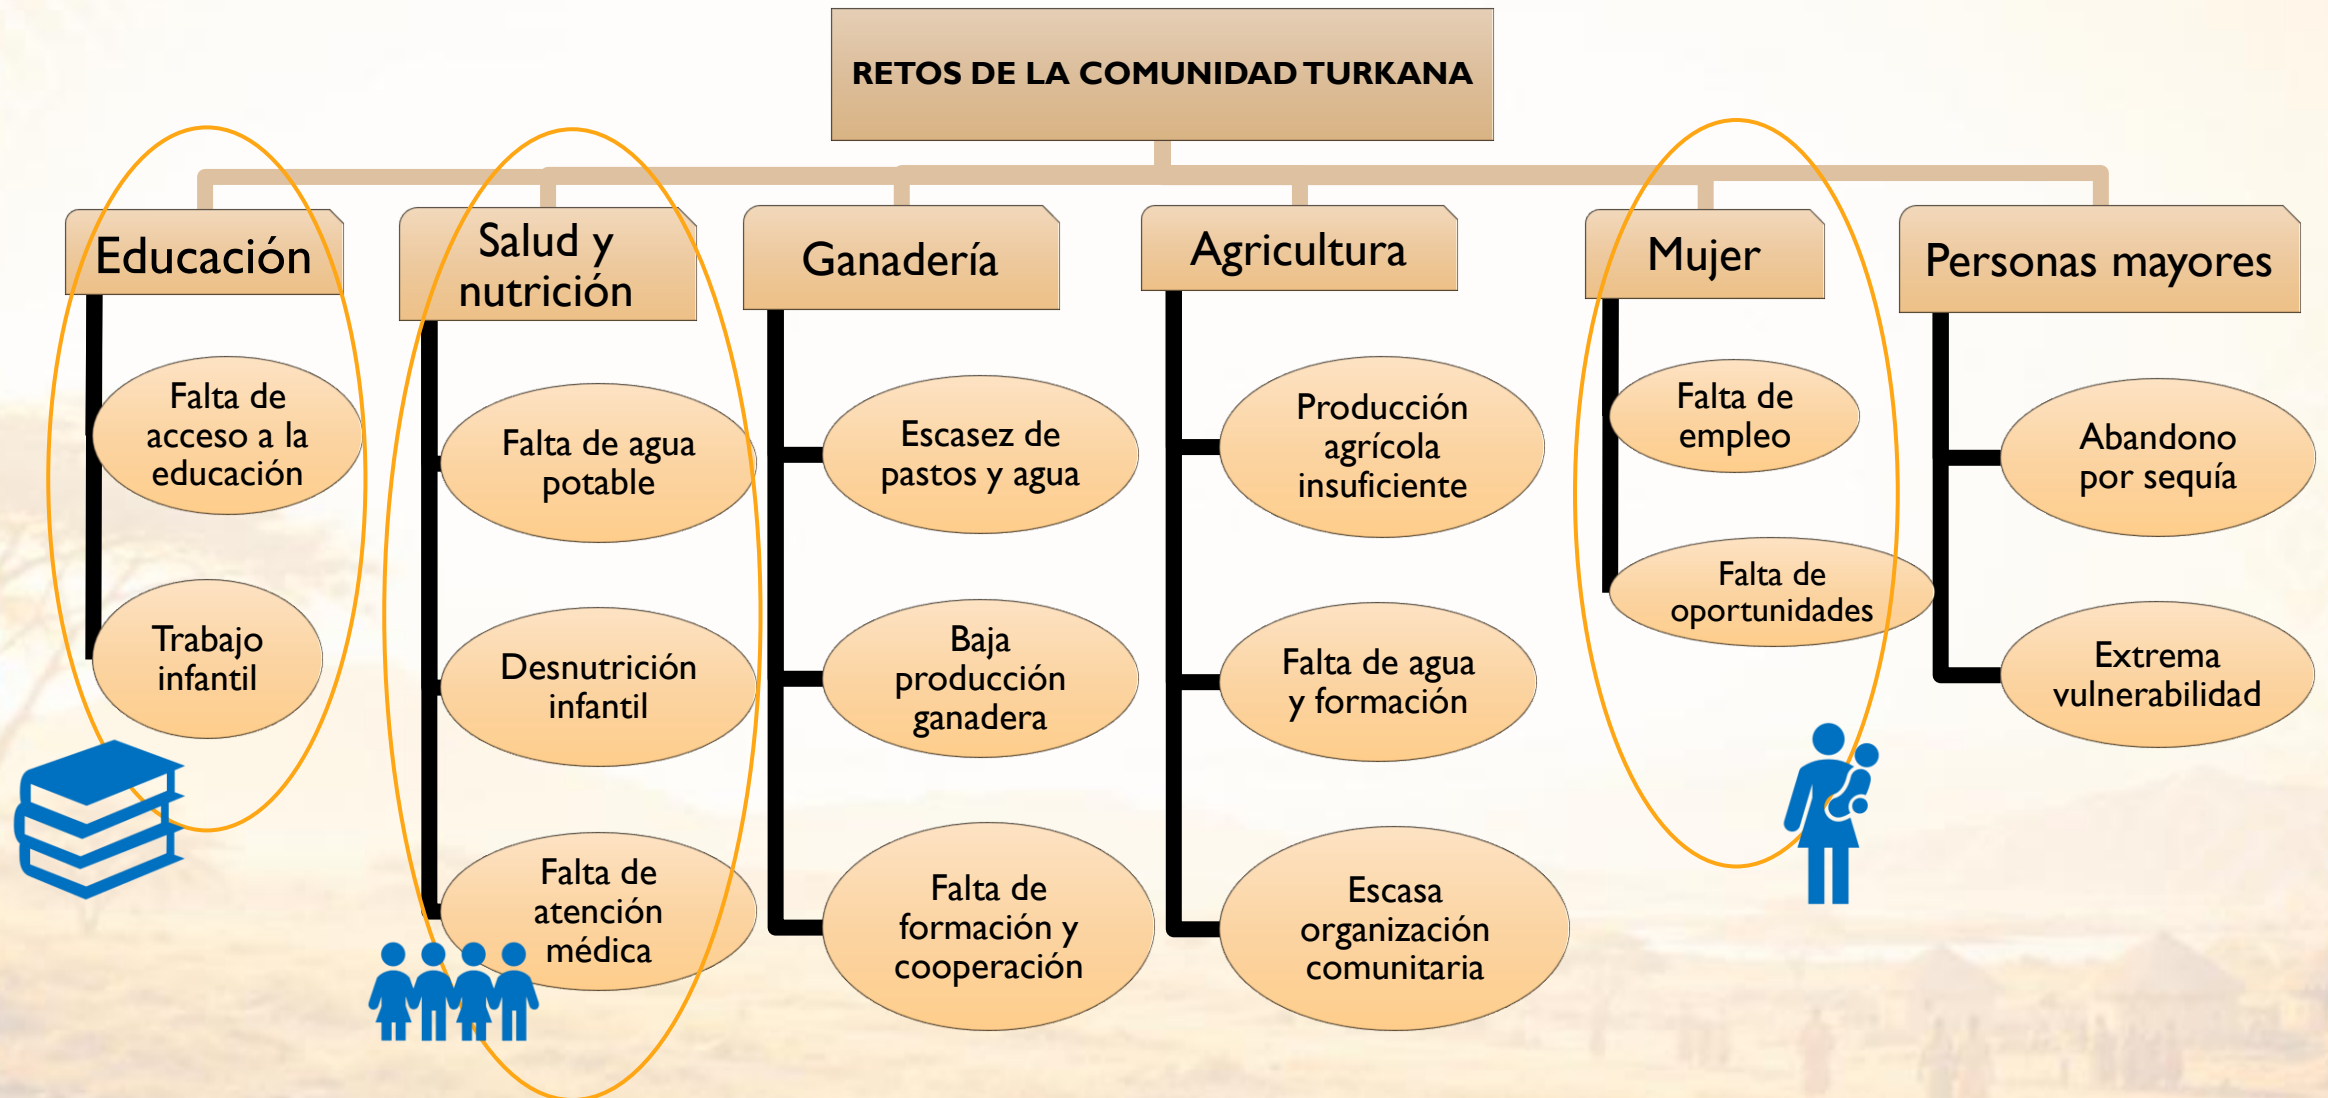 RETOS DE LA COMUNIDAD TURKANA
Educación
Falta de
acceso a la
educación
Trabajo
infantil
Salud y
nutrición
Falta de agua
potable
Desnutrición
infantil
Falta de
atención
médica
Ganadería
Escasez de
pastos y agua
Baja
producción
ganadera
Falta de
formación y
cooperación
Agricultura
Producción
agrícola
insuficiente
Falta de agua
y formación
Escasa
organización
comunitaria
Mujer
Falta de
empleo
Falta de
oportunidades
Personas mayores
Abandono
por sequía
Extrema
vulnerabilidad